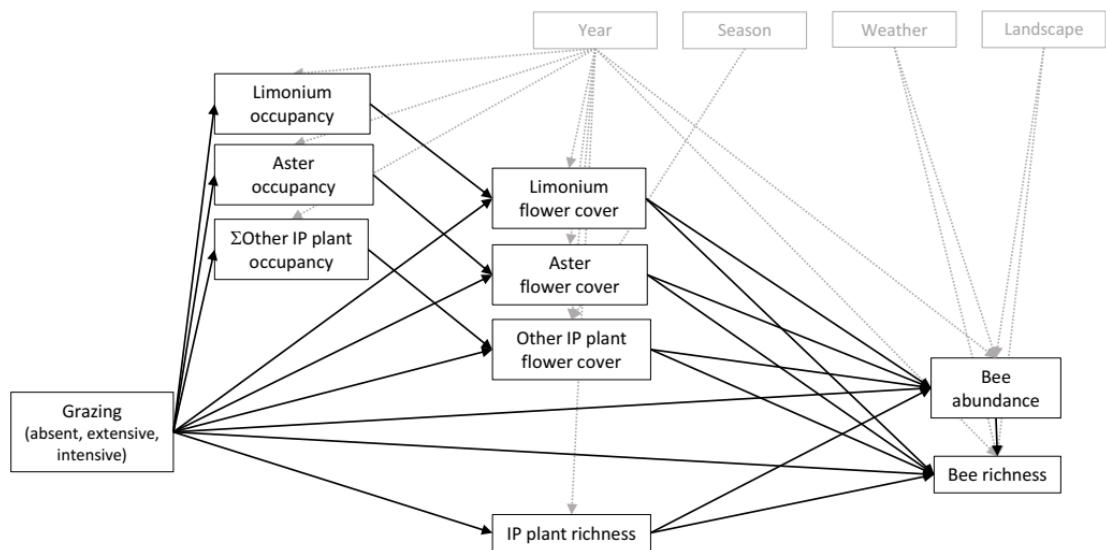 Year
Season
Weather
Landscape
Limonium
occupancy
Aster
occupancy
ΣOther IP plant
occupancy
Limonium
flower cover
Aster
flower cover
Other IP plant
flower cover
Grazing
(absent, extensive,
intensive)
Bee
abundance
Bee richness
IP plant richness